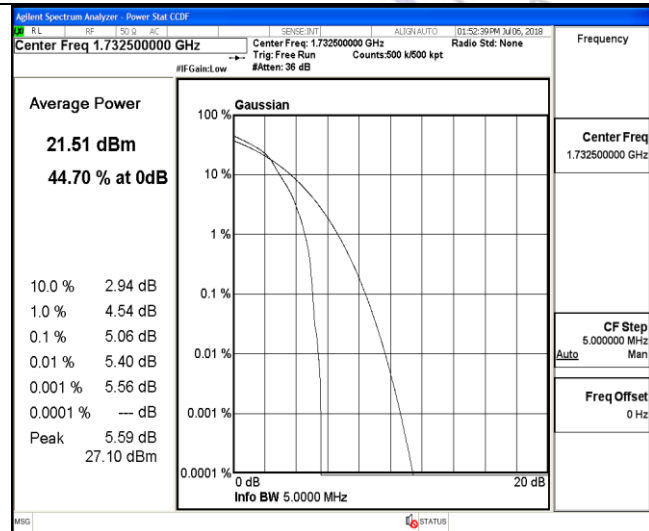 Agilent Spectrum Analyzer - Power Stat CCDF
RL RF 50 Ω AC SENSE:INT ALIGN AUTO 01:52:39 PM Jul 06, 2018
Center Freq 1.732500000 GHz
Center Freq: 1.732500000 GHz Radio Std: None
Trig: Free Run Counts:500 k/500 kpt
#IFGain:Low #Atten: 36 dB
Frequency
Average Power
21.51 dBm
44.70 % at 0dB
10.0 % 2.94 dB
1.0 % 4.54 dB
0.1 % 5.06 dB
0.01 % 5.40 dB
0.001 % 5.56 dB
0.0001 % --- dB
Peak 5.59 dB
27.10 dBm
Gaussian
100 %
10 %
1 %
0.1 %
0.01 %
0.001 %
0.0001 %
0 dB 20 dB
Info BW 5.0000 MHz
Center Freq
1.732500000 GHz
CF Step
5.000000 MHz
Auto Man
Freq Offset
0 Hz
MSG STATUS